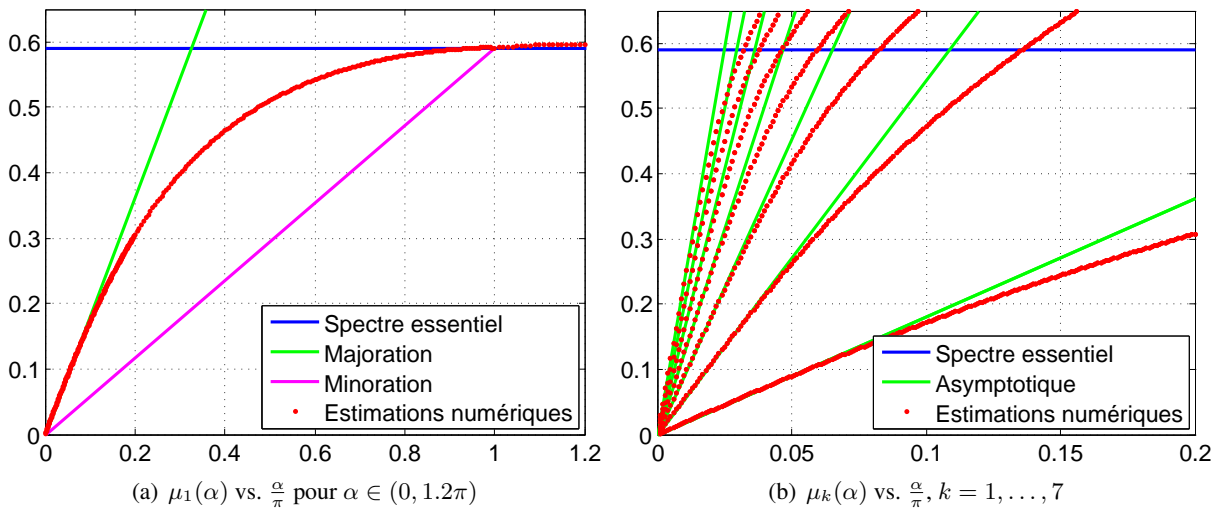 0.6
0.5
0.4
0.3
0.2
0.1
0
0 0.2 0.4 0.6 0.8 1 1.2
Spectre essentiel
Majoration
Minoration
Estimations numériques
(a) μ₁(α) vs. α/π pour α ∈ (0, 1.2π)
0.6
0.5
0.4
0.3
0.2
0.1
0
0 0.05 0.1 0.15 0.2
Spectre essentiel
Asymptotique
Estimations numériques
(b) μₖ(α) vs. α/π, k = 1, . . . , 7